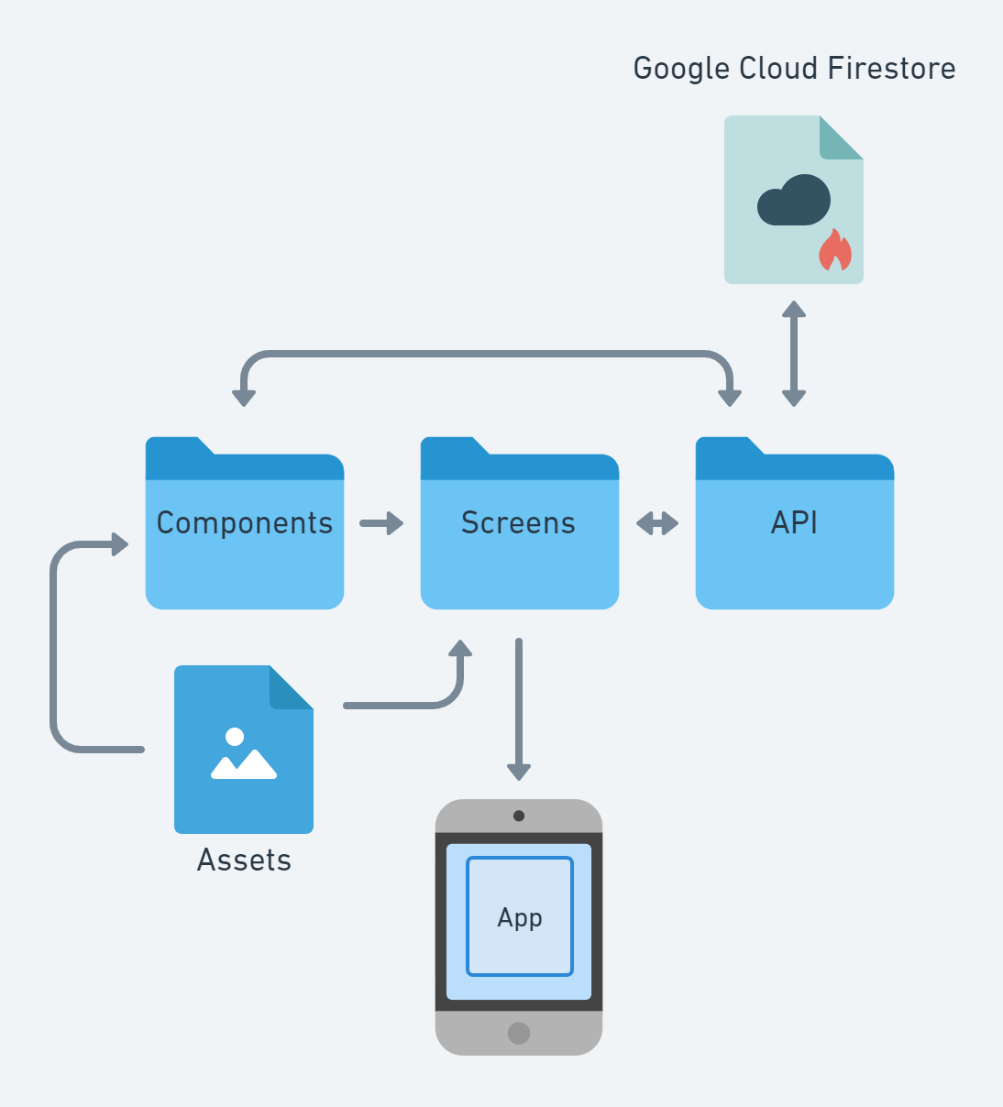 Google Cloud Firestore
Components
Screens
API
Assets
App